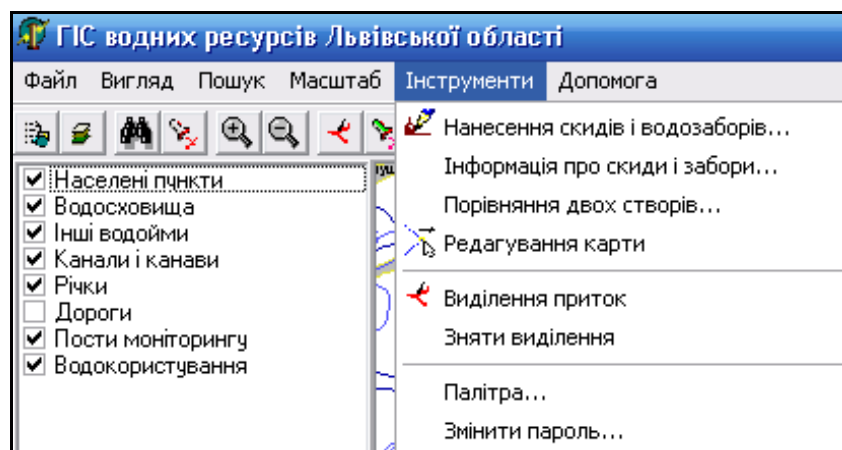 ГІС водних ресурсів Львівської області
Файл Вигляд Пошук Масштаб Інструменти Допомога
Нанесення скидів і водозаборів...
Інформація про скиди і забори...
Порівняння двох створів...
Редагування карти
Виділення приток
Зняти виділення
Палітра...
Змінити пароль...
Населені пункти
Водосховища
Інші водойми
Канали і канави
Річки
Дороги
Пости моніторингу
Водокористування